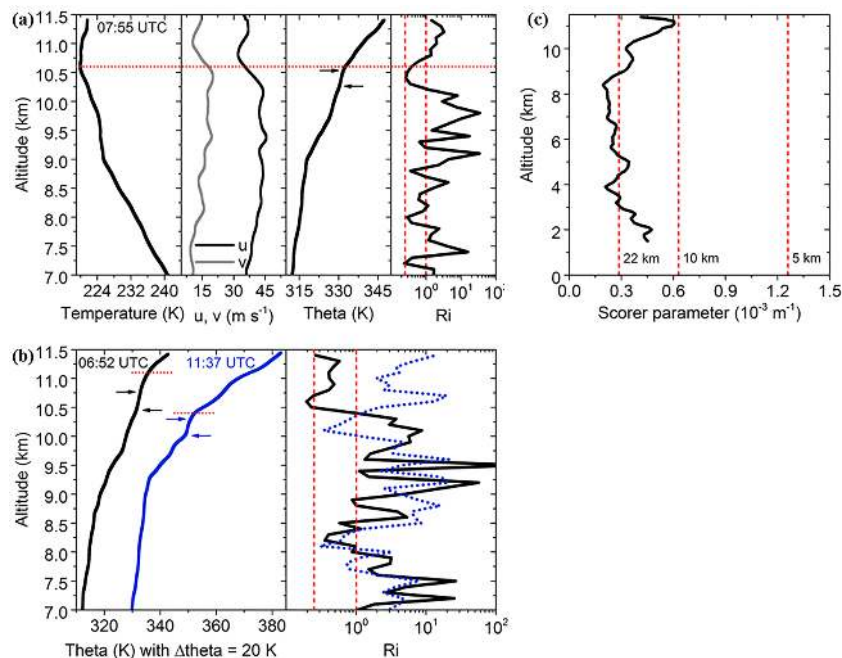 (a)
07:55 UTC
11.5
11.0
10.5
10.0
9.5
9.0
8.5
8.0
7.5
7.0
Altitude (km)
u
v
224 232 240
15 30 45
315 330 345
10⁰ 10¹
Temperature (K)
u, v (m s⁻¹)
Theta (K)
Ri
(c)
10
8
6
4
2
0
Altitude (km)
22 km
10 km
5 km
0.0 0.3 0.6 0.9 1.2 1.5
Scorer parameter (10⁻³ m⁻¹)
(b)
06:52 UTC
11:37 UTC
11.5
11.0
10.5
10.0
9.5
9.0
8.5
8.0
7.5
7.0
Altitude (km)
320 340 360 380
10⁰ 10¹ 10²
Theta (K) with Δtheta = 20 K
Ri